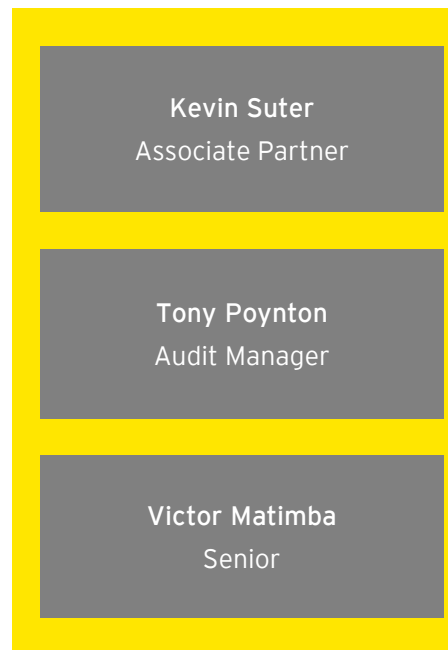 Kevin Suter
Associate Partner
Tony Poynton
Audit Manager
Victor Matimba
Senior